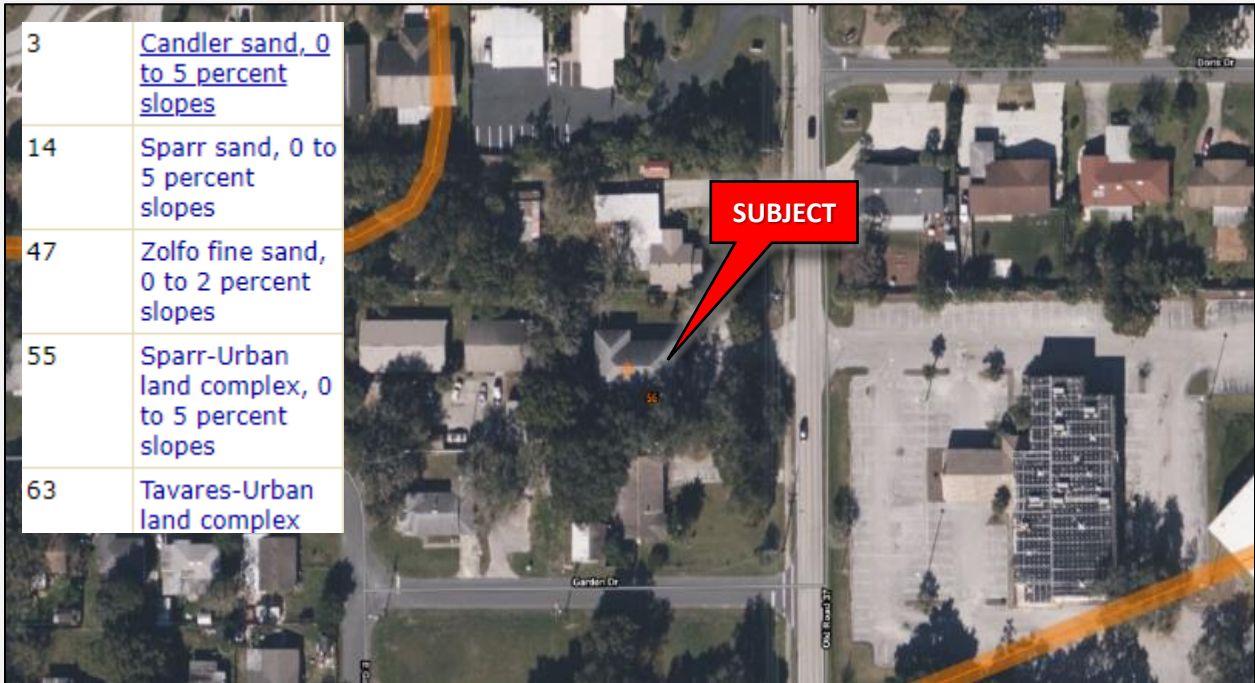 3
Candler sand, 0
to 5 percent
slopes
14
Sparr sand, 0 to
5 percent
slopes
47
Zolfo fine sand,
0 to 2 percent
slopes
55
Sparr-Urban
land complex, 0
to 5 percent
slopes
63
Tavares-Urban
land complex
Doris Dr
SUBJECT
56
Garden Dr
Old Road 37